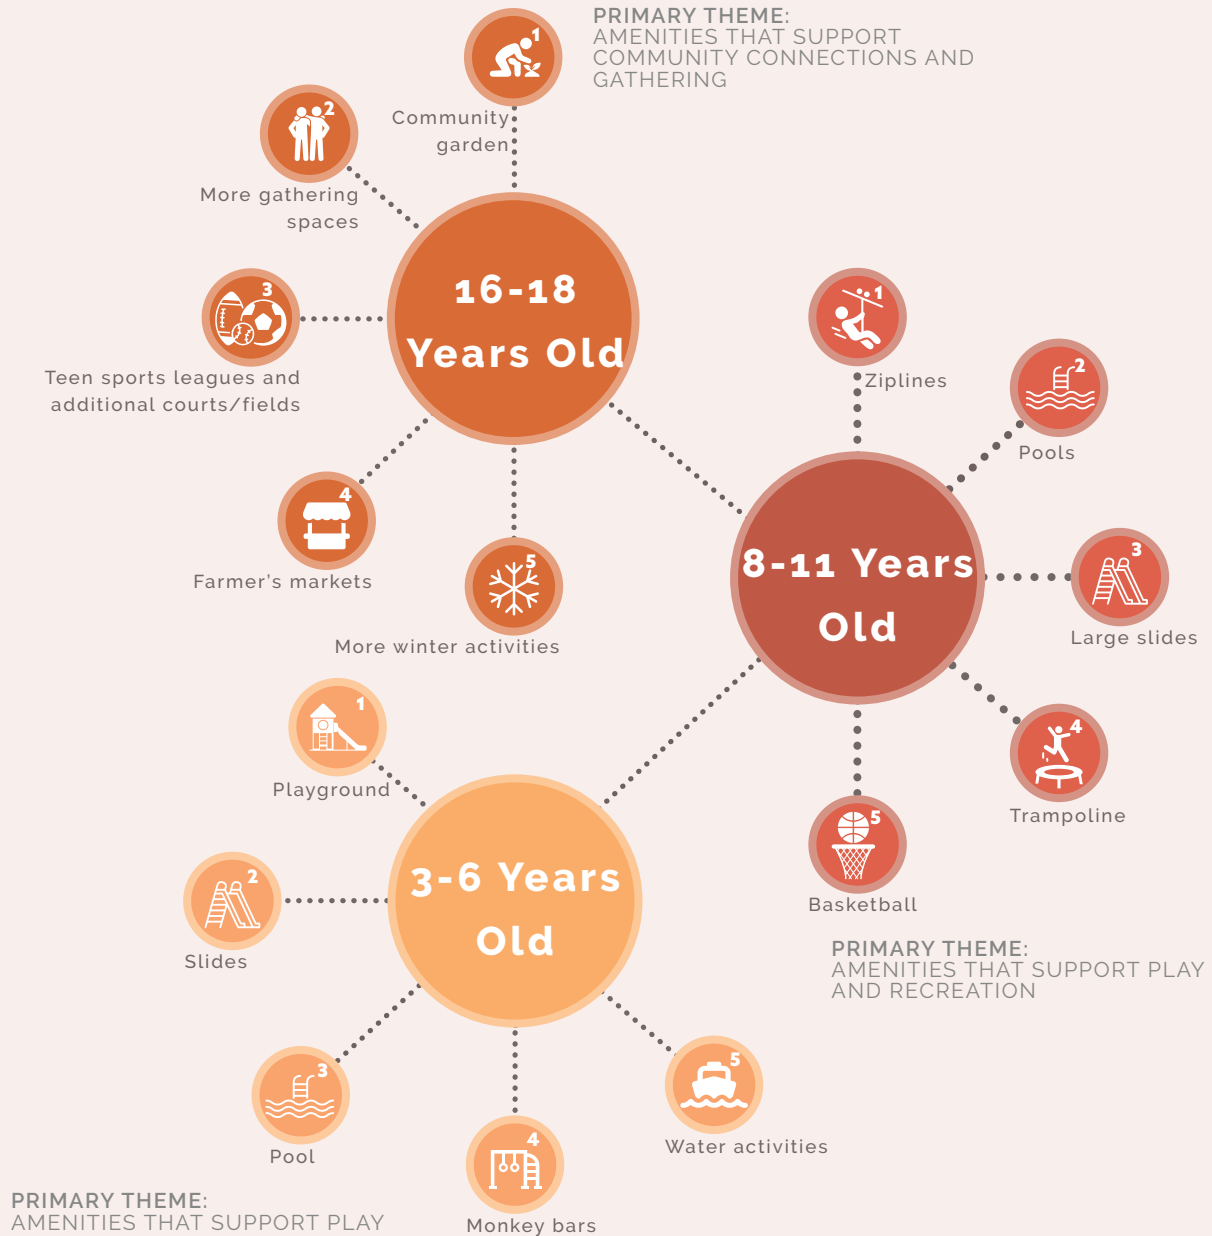 PRIMARY THEME:
AMENITIES THAT SUPPORT
COMMUNITY CONNECTIONS AND
GATHERING
16-18
Years Old
1
Community
garden
2
More gathering
spaces
3
Teen sports leagues and
additional courts/fields
4
Farmer's markets
5
More winter activities
8-11 Years
Old
1
Ziplines
2
Pools
3
Large slides
4
Trampoline
5
Basketball
PRIMARY THEME:
AMENITIES THAT SUPPORT PLAY
AND RECREATION
3-6 Years
Old
1
Playground
2
Slides
3
Pool
4
Monkey bars
5
Water activities
PRIMARY THEME:
AMENITIES THAT SUPPORT PLAY